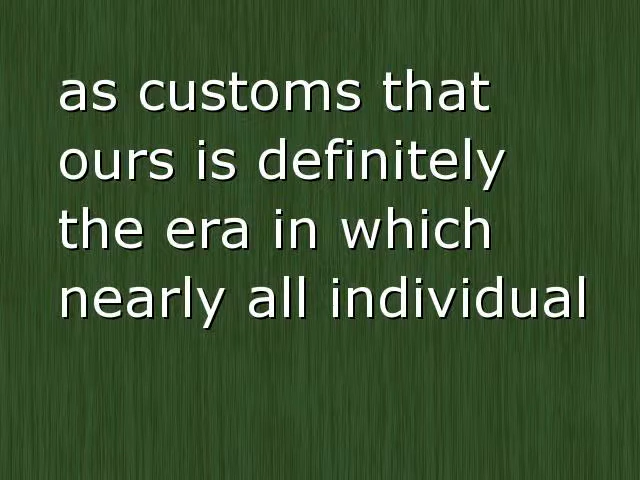 as customs that
ours is definitely
the era in which
nearly all individual